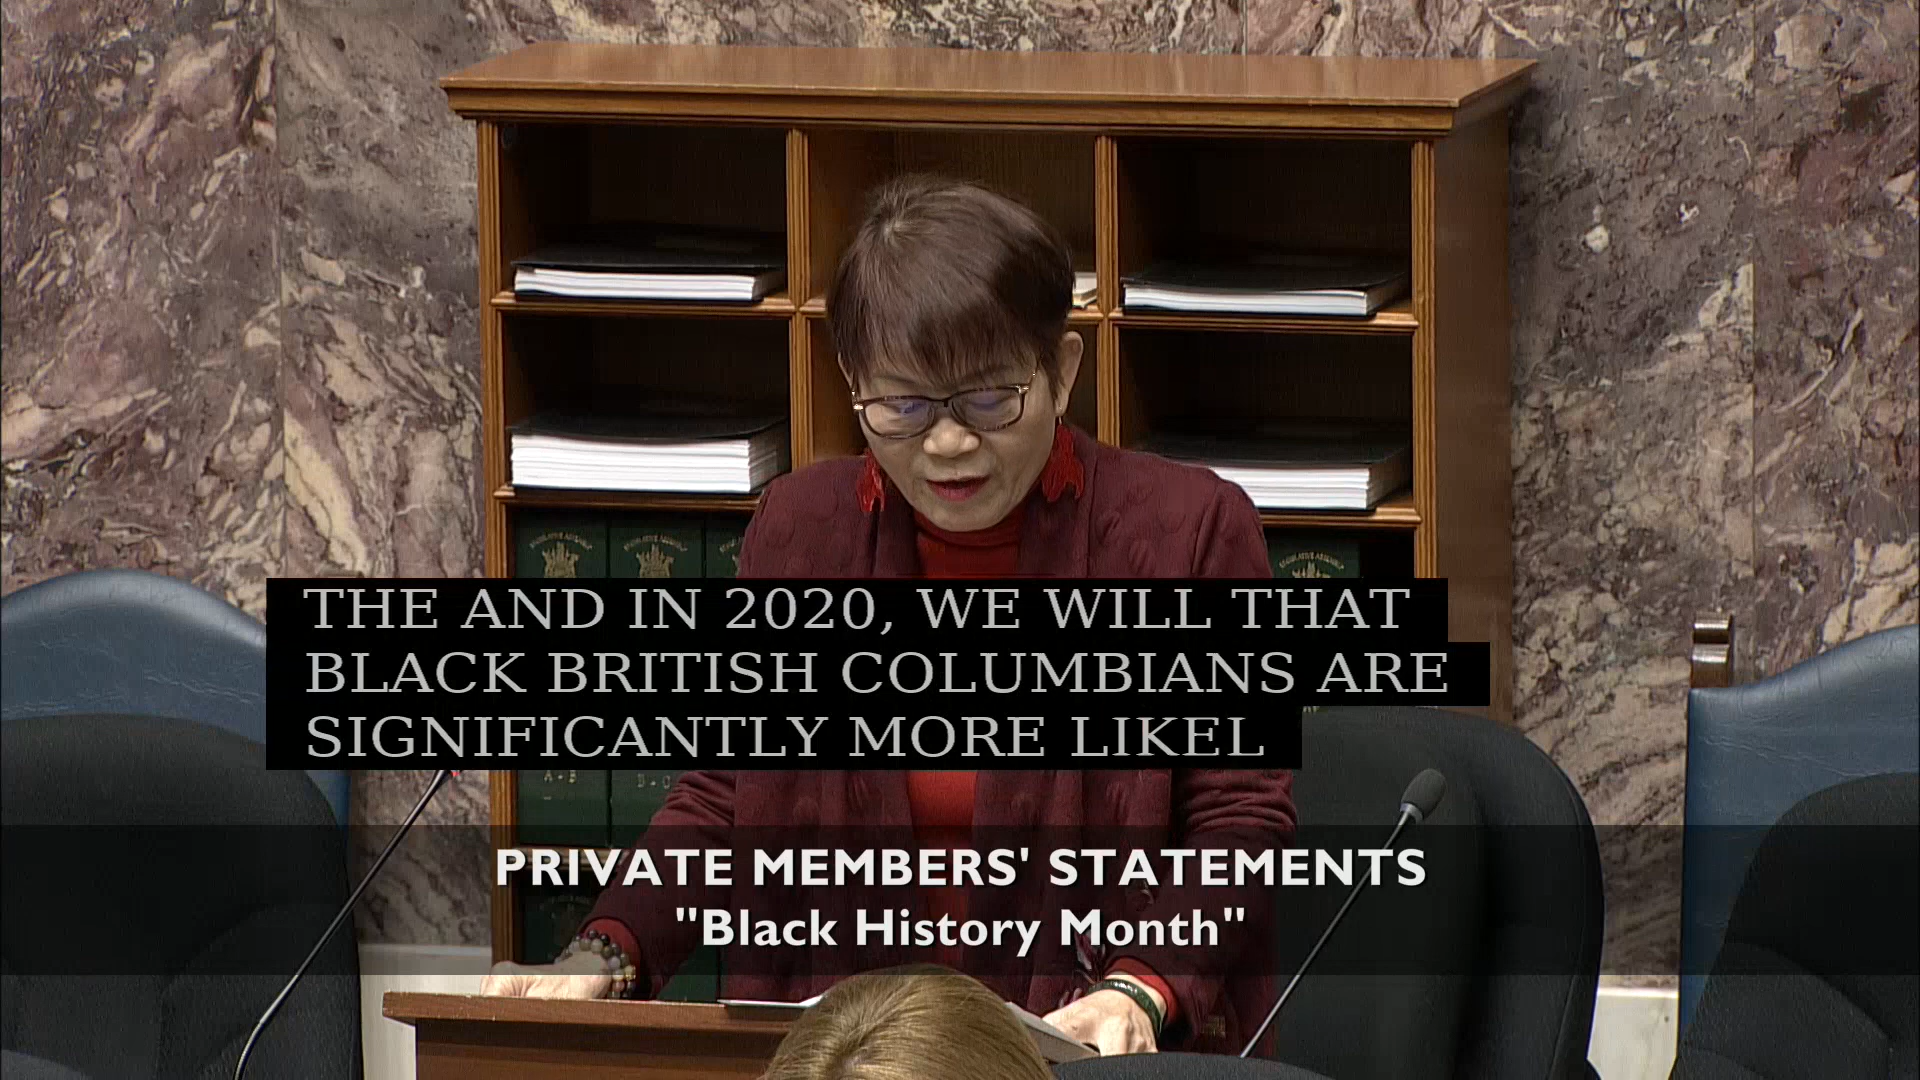 THE AND IN 2020, WE WILL THAT
BLACK BRITISH COLUMBIANS ARE
SIGNIFICANTLY MORE LIKEL
A - B
PRIVATE MEMBERS' STATEMENTS
"Black History Month"